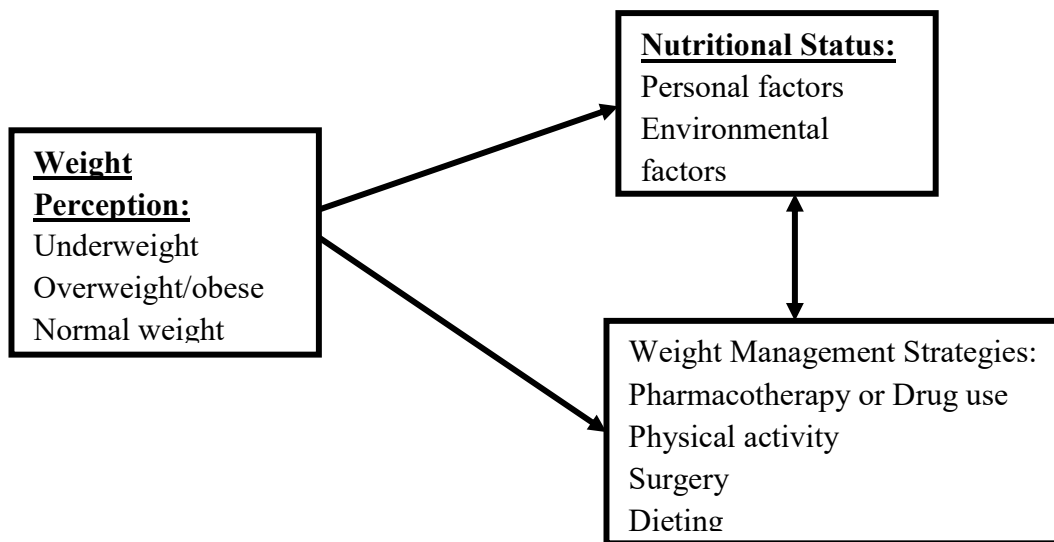 Weight
Perception:
Underweight
Overweight/obese
Normal weight
Nutritional Status:
Personal factors
Environmental
factors
Weight Management Strategies:
Pharmacotherapy or Drug use
Physical activity
Surgery
Dieting